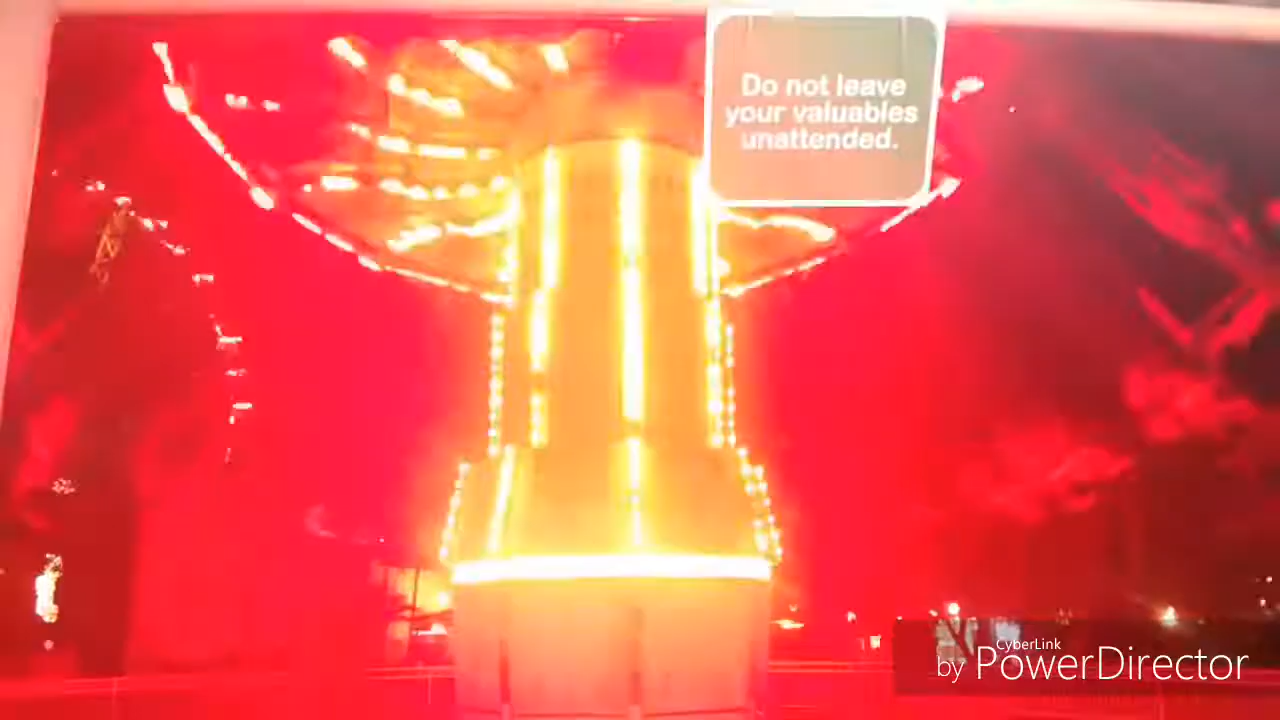 Do not leave
your valuables
unattended.
CyberLink
by PowerDirector